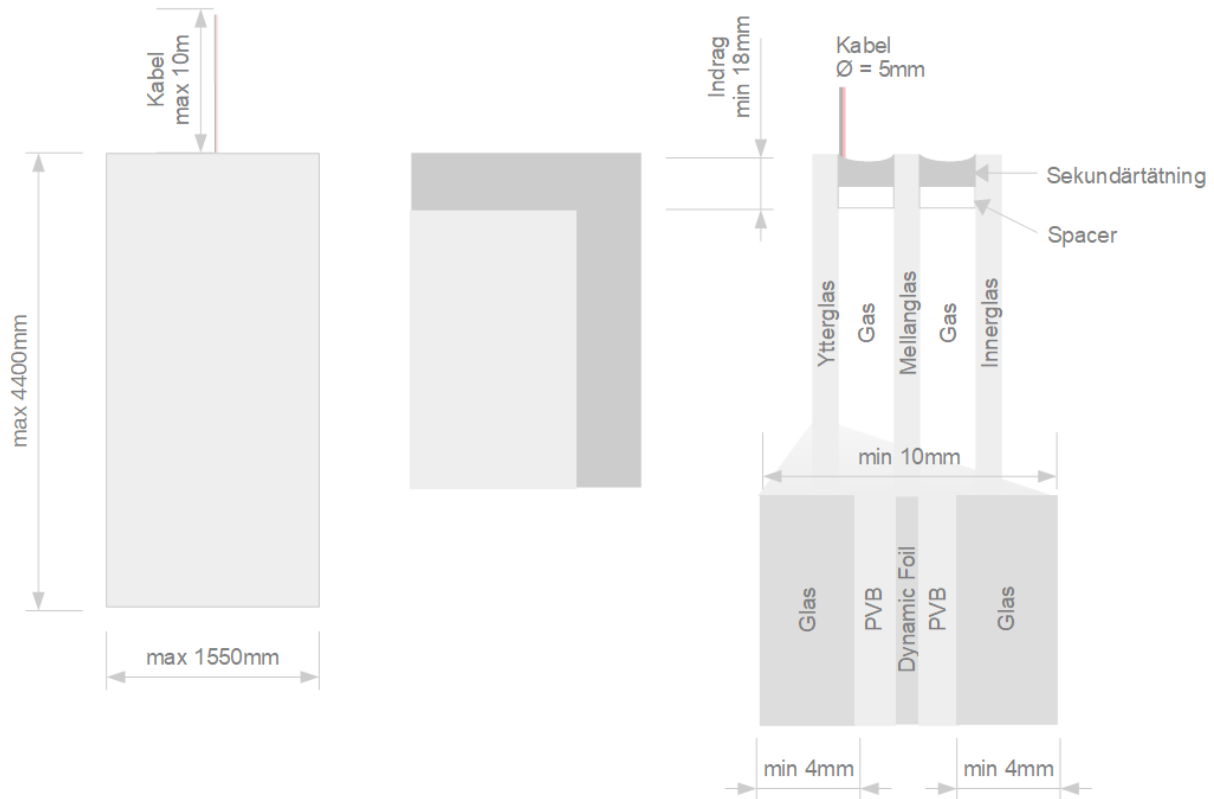 Kabel
max 10m
max 4400mm
max 1550mm
Indrag
min 18mm
Kabel
Ø = 5mm
Sekundärtätning
Spacer
Ytterglas
Gas
Mellanglas
Gas
Innerglas
min 10mm
Glas
PVB
Dynamic Foil
PVB
Glas
min 4mm
min 4mm